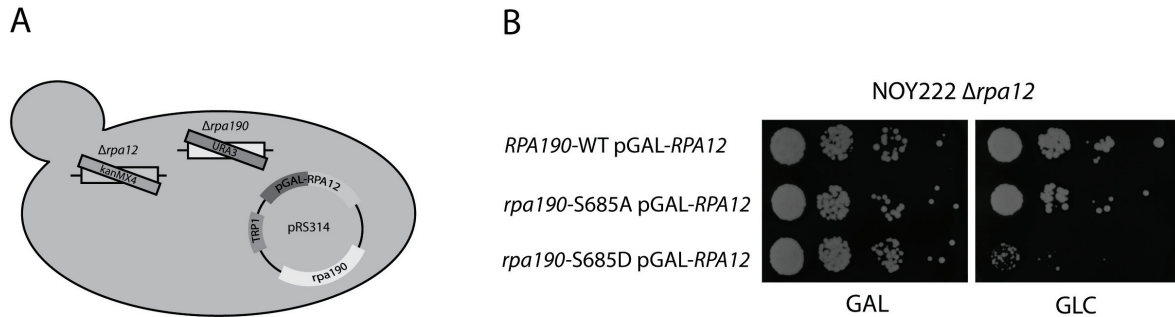 A
B
NOY222 Δrpa12
Δrpa190
URA3
Δrpa12
kanMX4
pGAL-RPA12
TRP1
pRS314
rpa190
RPA190-WT pGAL-RPA12
rpa190-S685A pGAL-RPA12
rpa190-S685D pGAL-RPA12
GAL
GLC